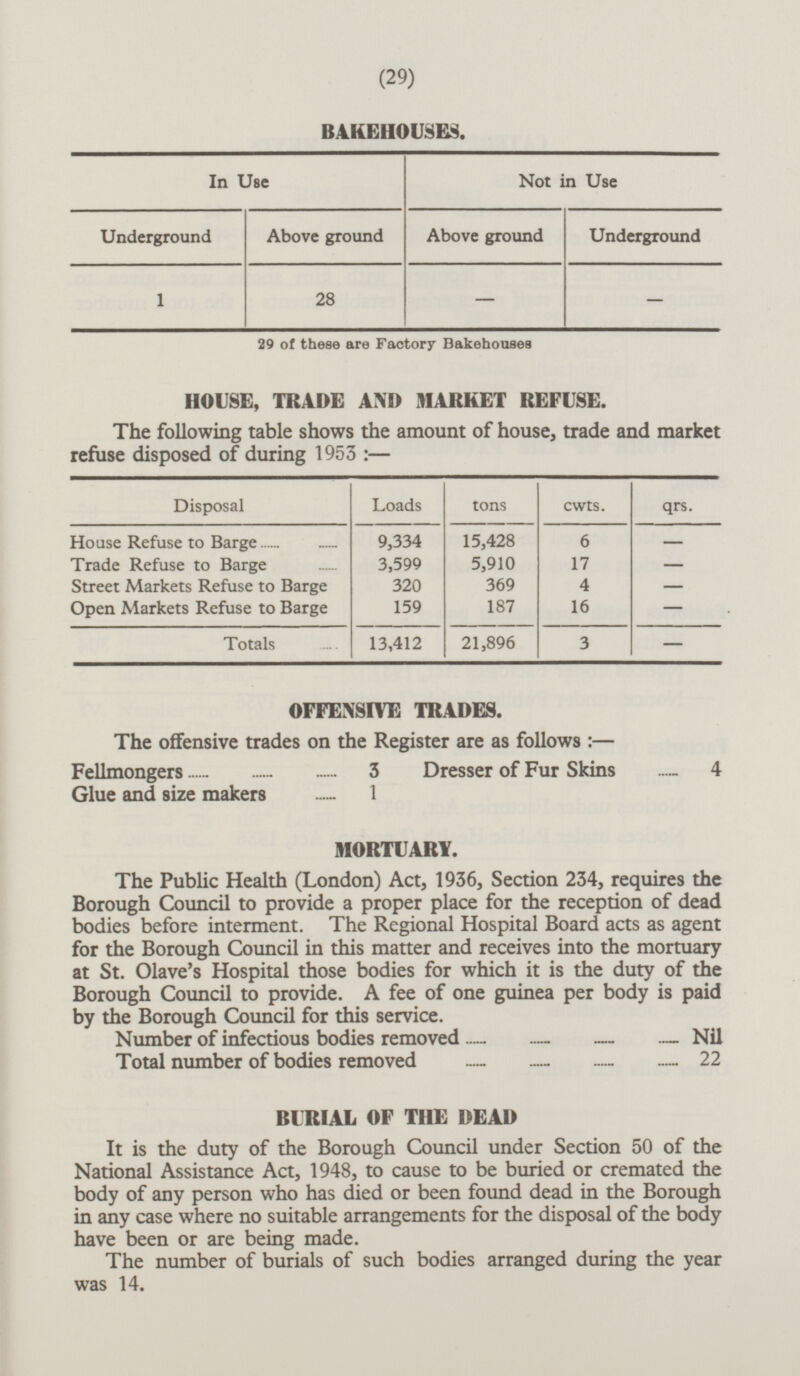 (29)
BAKEHOUSES.
In Use Not in Use
Underground Above ground Above ground Underground
1 28 — —
29 of these are Factory Bakehouses
HOUSE, TRADE AND MARKET REFUSE.
The following table shows the amount of house, trade and market
refuse disposed of during 1953 :—
Disposal Loads tons cwts. qrs.
House Refuse to Barge ..... ..... 9,334 15,428 6 —
Trade Refuse to Barge ..... 3,599 5,910 17 —
Street Markets Refuse to Barge 320 369 4 —
Open Markets Refuse to Barge 159 187 16 —
Totals ..... 13,412 21,896 3 —
OFFENSIVE TRADES.
The offensive trades on the Register are as follows :—
Fellmongers ..... ..... ..... 3 Dresser of Fur Skins ..... 4
Glue and size makers ..... 1
MORTUARY.
The Public Health (London) Act, 1936, Section 234, requires the
Borough Council to provide a proper place for the reception of dead
bodies before interment. The Regional Hospital Board acts as agent
for the Borough Council in this matter and receives into the mortuary
at St. Olave's Hospital those bodies for which it is the duty of the
Borough Council to provide. A fee of one guinea per body is paid
by the Borough Council for this service.
Number of infectious bodies removed ..... ..... ..... ..... Nil
Total number of bodies removed ..... ..... ..... ..... 22
BURIAL OF THE DEAD
It is the duty of the Borough Council under Section 50 of the
National Assistance Act, 1948, to cause to be buried or cremated the
body of any person who has died or been found dead in the Borough
in any case where no suitable arrangements for the disposal of the body
have been or are being made.
The number of burials of such bodies arranged during the year
was 14.